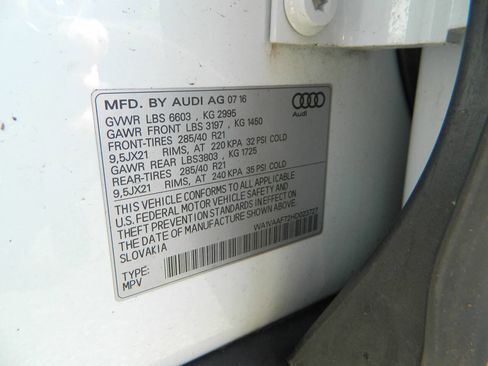 MFD. BY AUDI AG 07 16
Audi
GVWR LBS 6603 , KG 2995
GAWR FRONT LBS 3197 , KG 1450
FRONT-TIRES 285/40 R21
9,5JX21 RIMS, AT 220 KPA 32 PSI COLD
GAWR REAR LBS3803 , KG 1725
REAR-TIRES 285/40 R21
9,5JX21 RIMS, AT 240 KPA 35 PSI COLD
THIS VEHICLE CONFORMS TO ALL APPLICABLE
U.S. FEDERAL MOTOR VEHICLE SAFETY AND
THEFT PREVENTION STANDARDS IN EFFECT ON
THE DATE OF MANUFACTURE SHOWN ABOVE
SLOVAKIA
WA1VAAF72HD023727
TYPE:
MPV